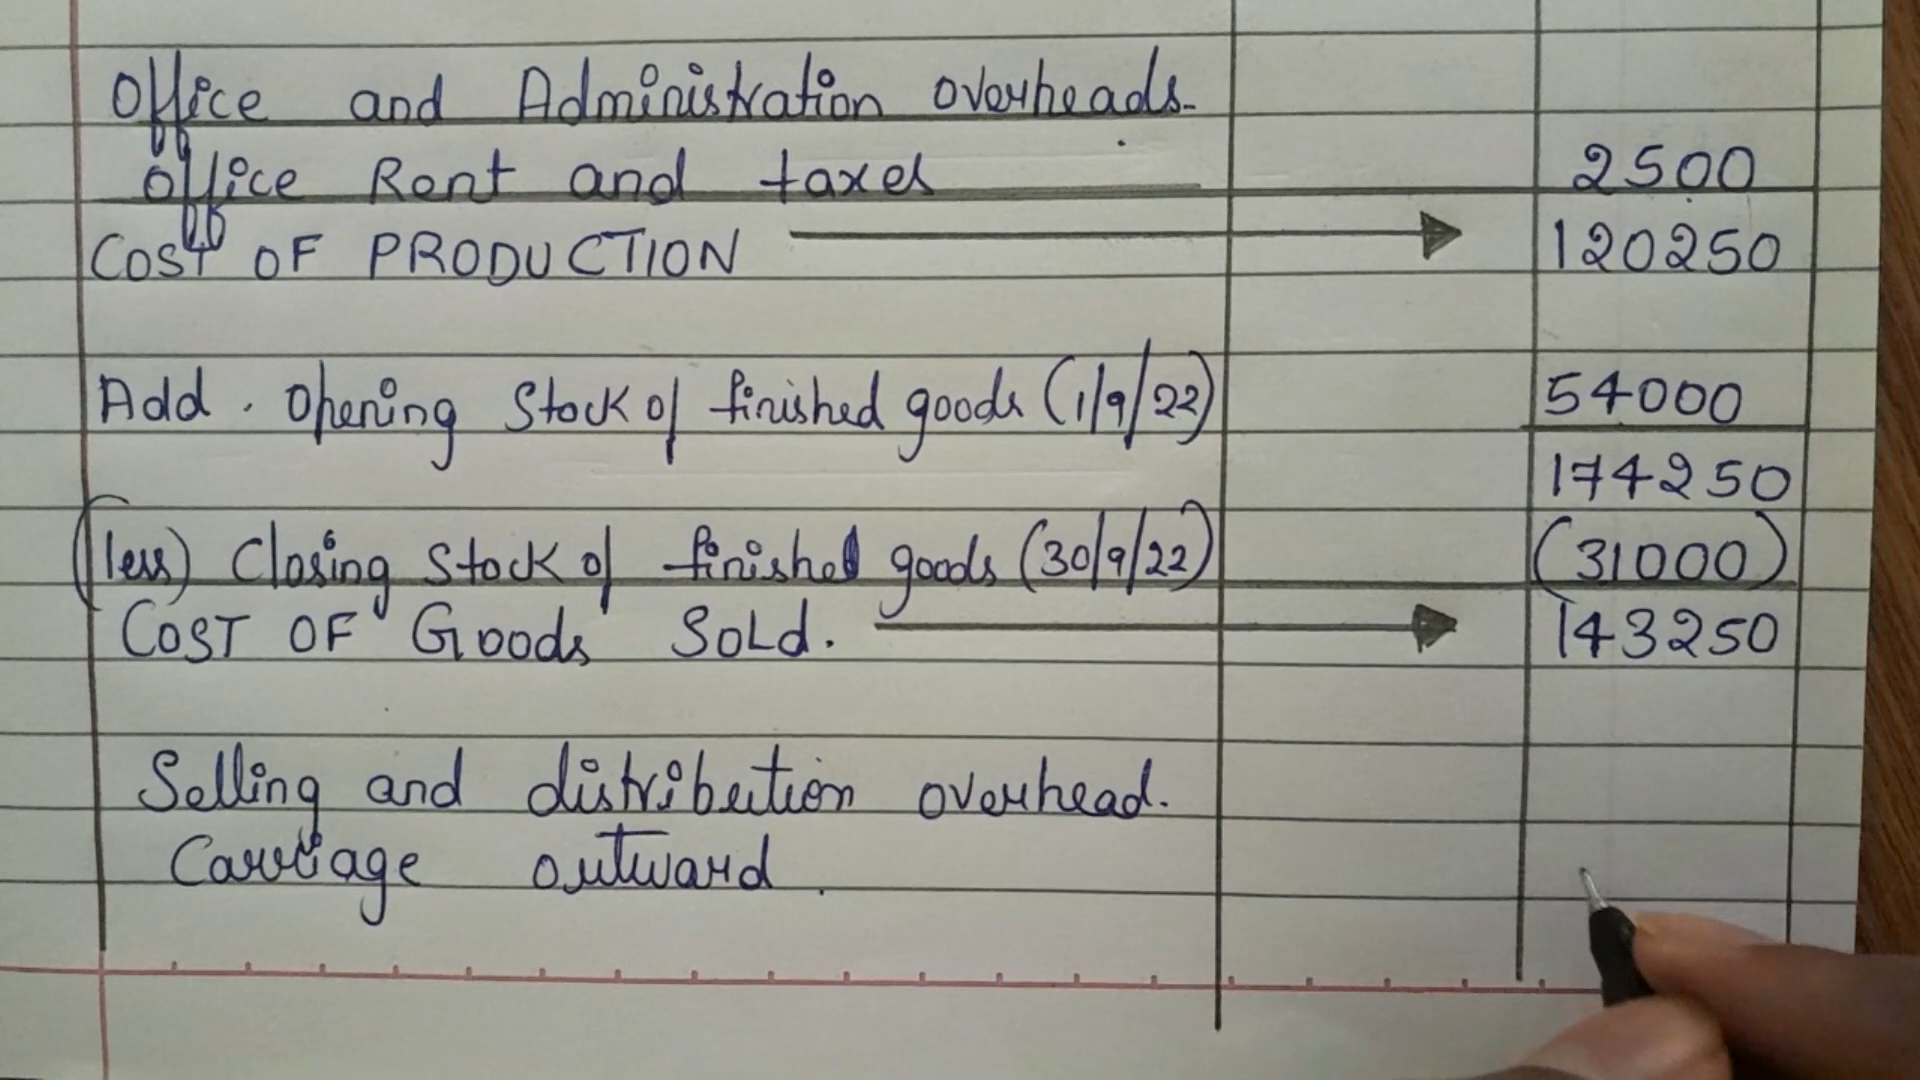 Office and Administration overheads.
Office Rent and taxes 2500
COST OF PRODUCTION 120250
Add. Opening Stock of finished goods (1/9/22) 54000
174250
(less) Closing Stock of finished goods (30/9/22) (31000)
COST OF Goods SoLd. 143250
Selling and distribution overhead.
Carriage outward.